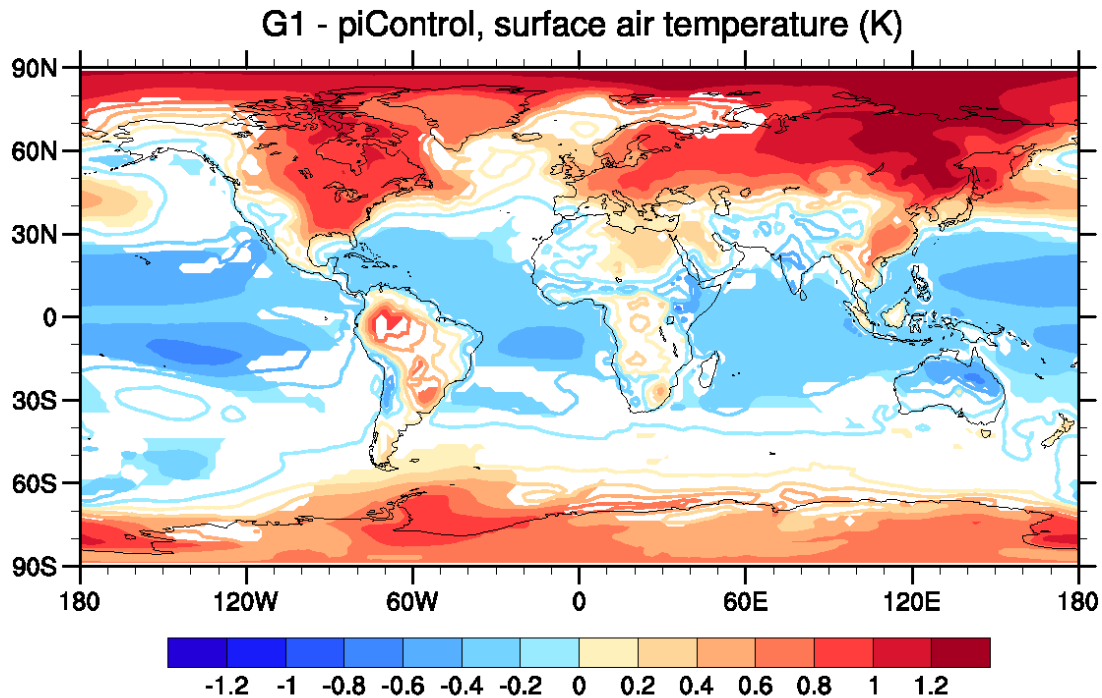 G1 - piControl, surface air temperature (K)
90N
60N
30N
0
30S
60S
90S
180 120W 60W 0 60E 120E 180
-1.2 -1 -0.8 -0.6 -0.4 -0.2 0 0.2 0.4 0.6 0.8 1 1.2